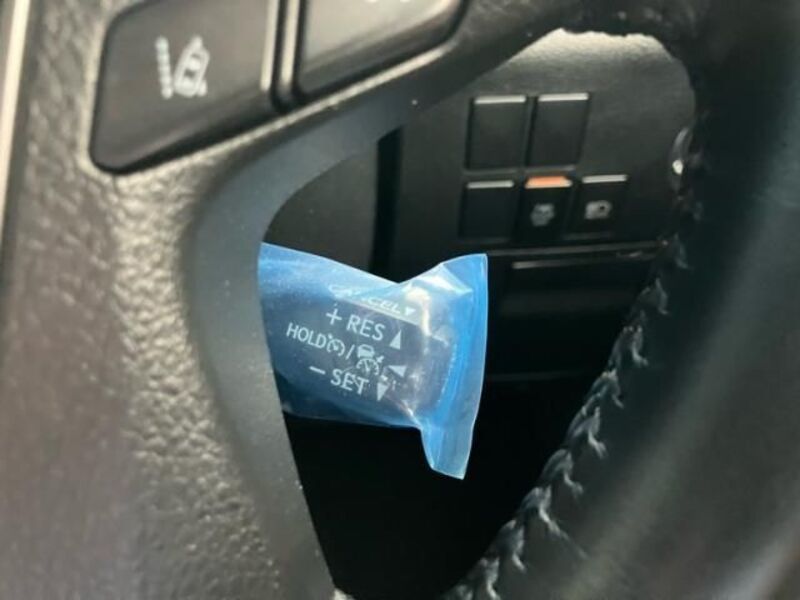 CANCEL▼
+ RES ▲
HOLD /
− SET ▼